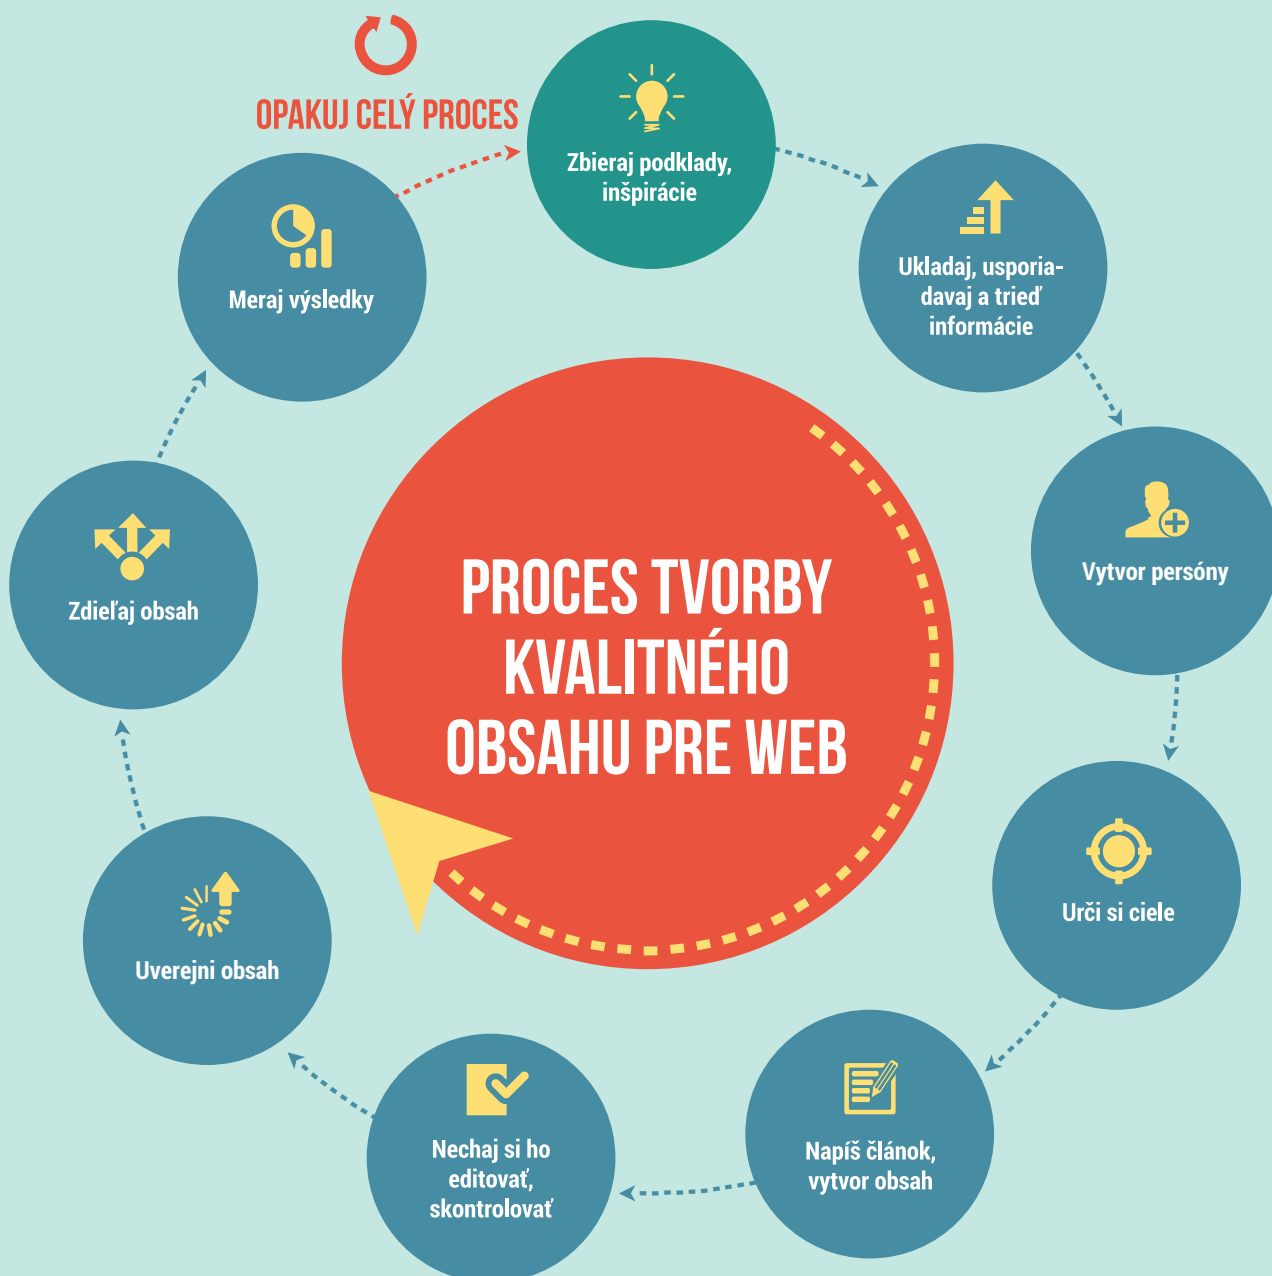 OPAKUJ CELÝ PROCES
Zbieraj podklady,
inšpirácie
Ukladaj, usporia-
davaj a trieď
informácie
Vytvor persóny
Urči si ciele
Napíš článok,
vytvor obsah
Nechaj si ho
editovať,
skontrolovať
Uverejni obsah
Zdieľaj obsah
Meraj výsledky
PROCES TVORBY
KVALITNÉHO
OBSAHU PRE WEB